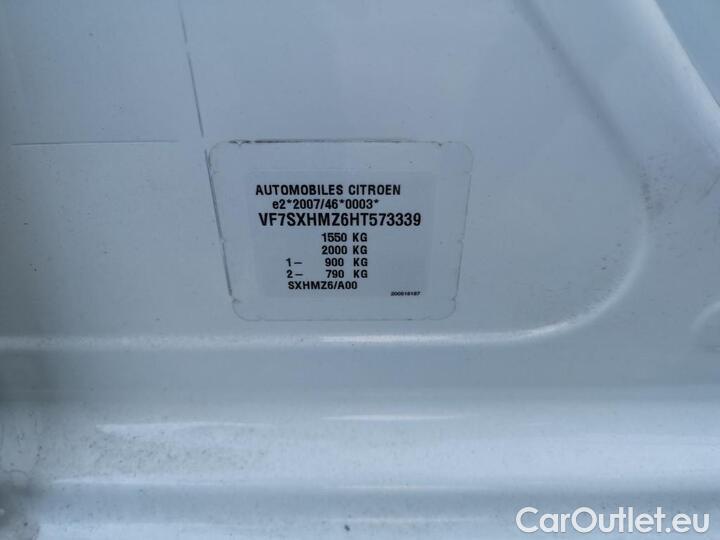 AUTOMOBILES CITROEN
e2*2007/46*0003*
VF7SXHMZ6HT573339
1550 KG
2000 KG
1- 900 KG
2- 790 KG
SXHMZ6/A00
200616187
CarOutlet.eu